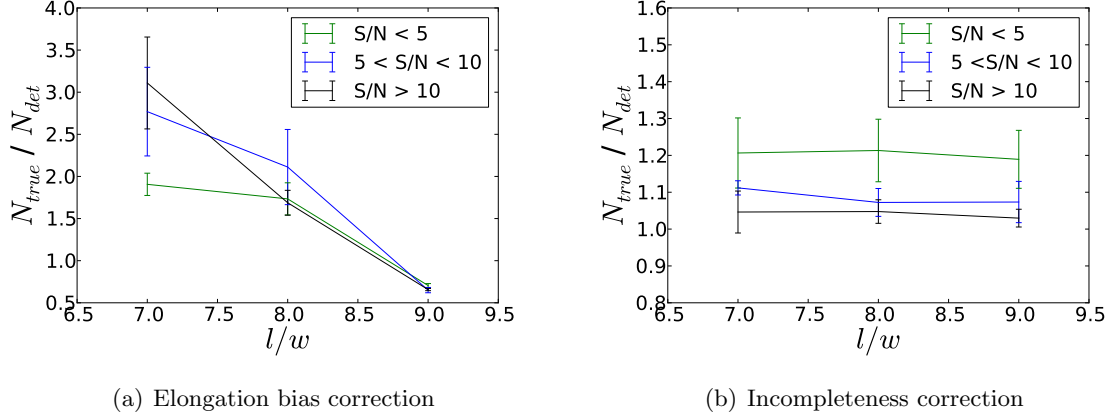 4.0
3.5
3.0
2.5
2.0
1.5
1.0
0.5
N_true / N_det
S/N < 5
5 < S/N < 10
S/N > 10
6.5 7.0 7.5 8.0 8.5 9.0 9.5
l/w
(a) Elongation bias correction
1.6
1.5
1.4
1.3
1.2
1.1
1.0
0.9
0.8
N_true / N_det
S/N < 5
5 <S/N < 10
S/N > 10
6.5 7.0 7.5 8.0 8.5 9.0 9.5
l/w
(b) Incompleteness correction